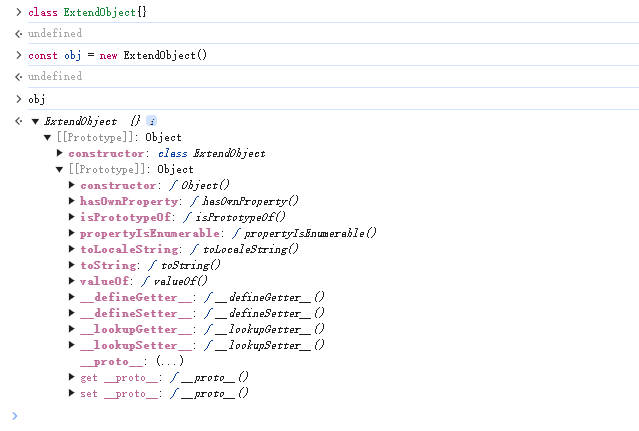 class ExtendObject{}
undefined
const obj = new ExtendObject()
undefined
obj
ExtendObject {} i
[[Prototype]]: Object
constructor: class ExtendObject
[[Prototype]]: Object
constructor: ƒ Object()
hasOwnProperty: ƒ hasOwnProperty()
isPrototypeOf: ƒ isPrototypeOf()
propertyIsEnumerable: ƒ propertyIsEnumerable()
toLocaleString: ƒ toLocaleString()
toString: ƒ toString()
valueOf: ƒ valueOf()
__defineGetter__: ƒ __defineGetter__()
__defineSetter__: ƒ __defineSetter__()
__lookupGetter__: ƒ __lookupGetter__()
__lookupSetter__: ƒ __lookupSetter__()
__proto__: (...)
get __proto__: ƒ __proto__()
set __proto__: ƒ __proto__()